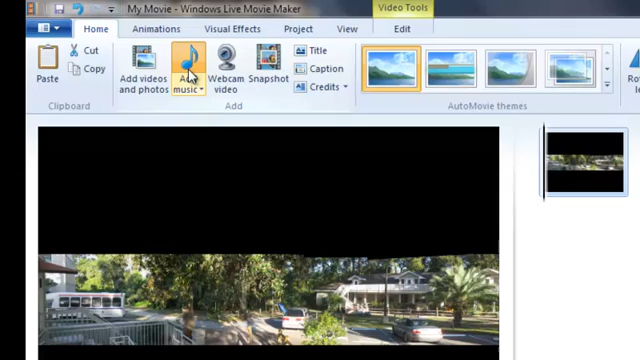 My Movie - Windows Live Movie Maker
Video Tools
Home
Animations
Visual Effects
Project
View
Edit
Paste
Cut
Copy
Clipboard
Add videos
and photos
Add
music
Webcam
video
Snapshot
Title
Caption
Credits
Add
AutoMovie themes